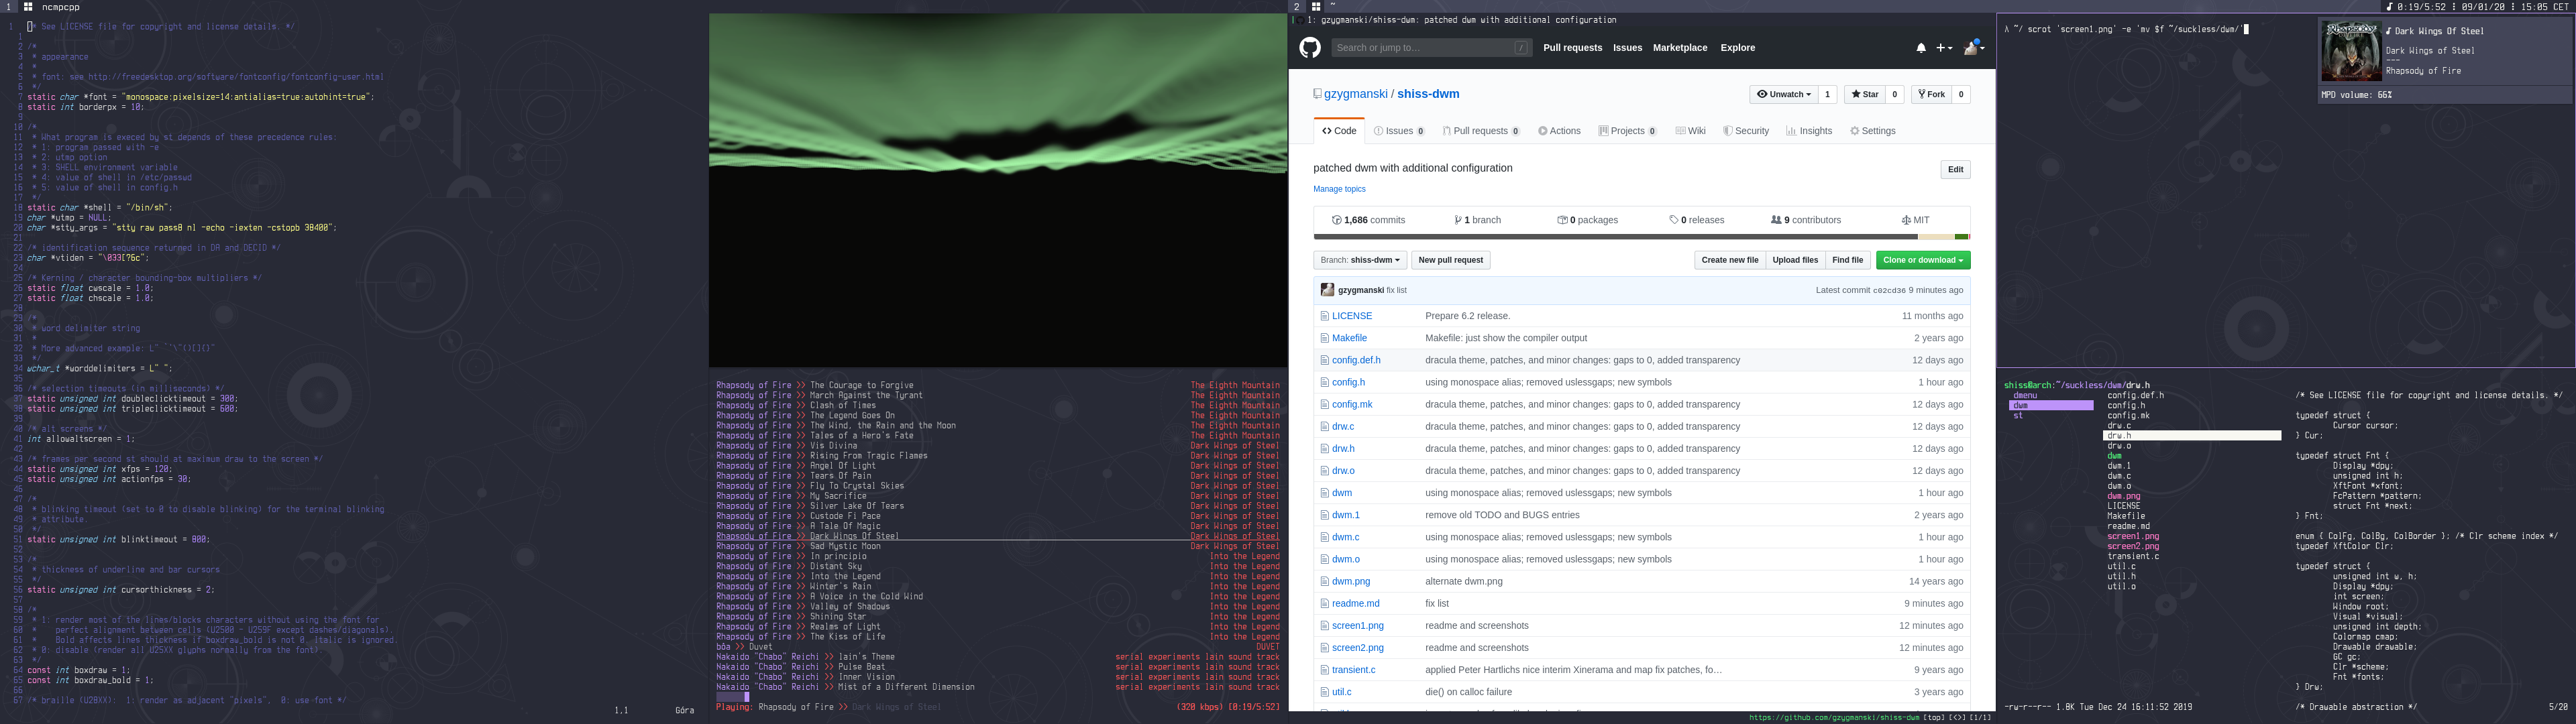 1 ncmpcpp
1 /* See LICENSE file for copyright and license details. */
1
2 /*
3 * appearance
4 *
5 * font: see http://freedesktop.org/software/fontconfig/fontconfig-user.html
6 */
7 static char *font = "monospace:pixelsize=14:antialias=true:autohint=true";
8 static int borderpx = 10;
9
10 /*
11 * What program is execed by st depends of these precedence rules:
12 * 1: program passed with -e
13 * 2: utmp option
14 * 3: SHELL environment variable
15 * 4: value of shell in /etc/passwd
16 * 5: value of shell in config.h
17 */
18 static char *shell = "/bin/sh";
19 char *utmp = NULL;
20 char *stty_args = "stty raw pass8 nl -echo -iexten -cstopb 38400";
21
22 /* identification sequence returned in DA and DECID */
23 char *vtiden = "\033[?6c";
24
25 /* Kerning / character bounding-box multipliers */
26 static float cwscale = 1.0;
27 static float chscale = 1.0;
28
29 /*
30 * word delimiter string
31 *
32 * More advanced example: L" `'\"()[]{}"
33 */
34 wchar_t *worddelimiters = L" ";
35
36 /* selection timeouts (in milliseconds) */
37 static unsigned int doubleclicktimeout = 300;
38 static unsigned int tripleclicktimeout = 600;
39
40 /* alt screens */
41 int allowaltscreen = 1;
42
43 /* frames per second st should at maximum draw to the screen */
44 static unsigned int xfps = 120;
45 static unsigned int actionfps = 30;
46
47 /*
48 * blinking timeout (set to 0 to disable blinking) for the terminal blinking
49 * attribute.
50 */
51 static unsigned int blinktimeout = 800;
52
53 /*
54 * thickness of underline and bar cursors
55 */
56 static unsigned int cursorthickness = 2;
57
58 /*
59 * 1: render most of the lines/blocks characters without using the font for
60 *    perfect alignment between cells (U2500 - U259F except dashes/diagonals).
61 *    Bold affects lines thickness if boxdraw_bold is not 0. Italic is ignored.
62 * 0: disable (render all U25XX glyphs normally from the font).
63 */
64 const int boxdraw = 1;
65 const int boxdraw_bold = 1;
66
67 /* braille (U28XX):  1: render as adjacent "pixels",  0: use font */
1,1 Góra
Rhapsody of Fire >> The Courage to Forgive The Eighth Mountain
Rhapsody of Fire >> March Against the Tyrant The Eighth Mountain
Rhapsody of Fire >> Clash of Times The Eighth Mountain
Rhapsody of Fire >> The Legend Goes On The Eighth Mountain
Rhapsody of Fire >> The Wind, the Rain and the Moon The Eighth Mountain
Rhapsody of Fire >> Tales of a Hero's Fate The Eighth Mountain
Rhapsody of Fire >> Vis Divina Dark Wings of Steel
Rhapsody of Fire >> Rising From Tragic Flames Dark Wings of Steel
Rhapsody of Fire >> Angel Of Light Dark Wings of Steel
Rhapsody of Fire >> Tears Of Pain Dark Wings of Steel
Rhapsody of Fire >> Fly To Crystal Skies Dark Wings of Steel
Rhapsody of Fire >> My Sacrifice Dark Wings of Steel
Rhapsody of Fire >> Silver Lake Of Tears Dark Wings of Steel
Rhapsody of Fire >> Custode Fi Pace Dark Wings of Steel
Rhapsody of Fire >> A Tale Of Magic Dark Wings of Steel
Rhapsody of Fire >> Dark Wings Of Steel Dark Wings of Steel
Rhapsody of Fire >> Sad Mystic Moon Dark Wings of Steel
Rhapsody of Fire >> In principio Into the Legend
Rhapsody of Fire >> Distant Sky Into the Legend
Rhapsody of Fire >> Into the Legend Into the Legend
Rhapsody of Fire >> Winter's Rain Into the Legend
Rhapsody of Fire >> A Voice in the Cold Wind Into the Legend
Rhapsody of Fire >> Valley of Shadows Into the Legend
Rhapsody of Fire >> Shining Star Into the Legend
Rhapsody of Fire >> Realms of Light Into the Legend
Rhapsody of Fire >> The Kiss of Life Into the Legend
bôa >> Duvet DUVET
Nakaido "Chabo" Reichi >> lain's Theme serial experiments lain sound track
Nakaido "Chabo" Reichi >> Pulse Beat serial experiments lain sound track
Nakaido "Chabo" Reichi >> Inner Vision serial experiments lain sound track
Nakaido "Chabo" Reichi >> Mist of a Different Dimension serial experiments lain sound track
Playing: Rhapsody of Fire >> Dark Wings of Steel (320 kbps) [0:19/5:52]
2 ~
1: gzygmanski/shiss-dwm: patched dwm with additional configuration
Search or jump to… / Pull requests Issues Marketplace Explore
gzygmanski / shiss-dwm Unwatch 1 Star 0 Fork 0
Code Issues 0 Pull requests 0 Actions Projects 0 Wiki Security Insights Settings
patched dwm with additional configuration Edit
Manage topics
1,686 commits 1 branch 0 packages 0 releases 9 contributors MIT
Branch: shiss-dwm New pull request Create new file Upload files Find file Clone or download
gzygmanski fix list Latest commit c02cd36 9 minutes ago
LICENSE Prepare 6.2 release. 11 months ago
Makefile Makefile: just show the compiler output 2 years ago
config.def.h dracula theme, patches, and minor changes: gaps to 0, added transparency 12 days ago
config.h using monospace alias; removed uslessgaps; new symbols 1 hour ago
config.mk dracula theme, patches, and minor changes: gaps to 0, added transparency 12 days ago
drw.c dracula theme, patches, and minor changes: gaps to 0, added transparency 12 days ago
drw.h dracula theme, patches, and minor changes: gaps to 0, added transparency 12 days ago
drw.o dracula theme, patches, and minor changes: gaps to 0, added transparency 12 days ago
dwm using monospace alias; removed uslessgaps; new symbols 1 hour ago
dwm.1 remove old TODO and BUGS entries 2 years ago
dwm.c using monospace alias; removed uslessgaps; new symbols 1 hour ago
dwm.o using monospace alias; removed uslessgaps; new symbols 1 hour ago
dwm.png alternate dwm.png 14 years ago
readme.md fix list 9 minutes ago
screen1.png readme and screenshots 12 minutes ago
screen2.png readme and screenshots 12 minutes ago
transient.c applied Peter Hartlichs nice interim Xinerama and map fix patches, fo… 9 years ago
util.c die() on calloc failure 3 years ago
https://github.com/gzygmanski/shiss-dwm [top] [<>] [1/1]
0:19/5:52 ⁝ 09/01/20 ⁝ 15:05 CET
λ ~/ scrot 'screen1.png' -e 'mv $f ~/suckless/dwm/'
Dark Wings Of Steel
Dark Wings of Steel
---
Rhapsody of Fire
MPD volume: 66%
shiss@arch:~/suckless/dwm/drw.h
dmenu
dwm
st
config.def.h
config.h
config.mk
drw.c
drw.h
drw.o
dwm
dwm.1
dwm.c
dwm.o
dwm.png
LICENSE
Makefile
readme.md
screen1.png
screen2.png
transient.c
util.c
util.h
util.o
/* See LICENSE file for copyright and license details. */
typedef struct {
Cursor cursor;
} Cur;
typedef struct Fnt {
Display *dpy;
unsigned int h;
XftFont *xfont;
FcPattern *pattern;
struct Fnt *next;
} Fnt;
enum { ColFg, ColBg, ColBorder }; /* Clr scheme index */
typedef XftColor Clr;
typedef struct {
unsigned int w, h;
Display *dpy;
int screen;
Window root;
Visual *visual;
unsigned int depth;
Colormap cmap;
Drawable drawable;
GC gc;
Clr *scheme;
Fnt *fonts;
} Drw;
/* Drawable abstraction */
-rw-r--r-- 1.8K Tue Dec 24 16:11:52 2019 5/20